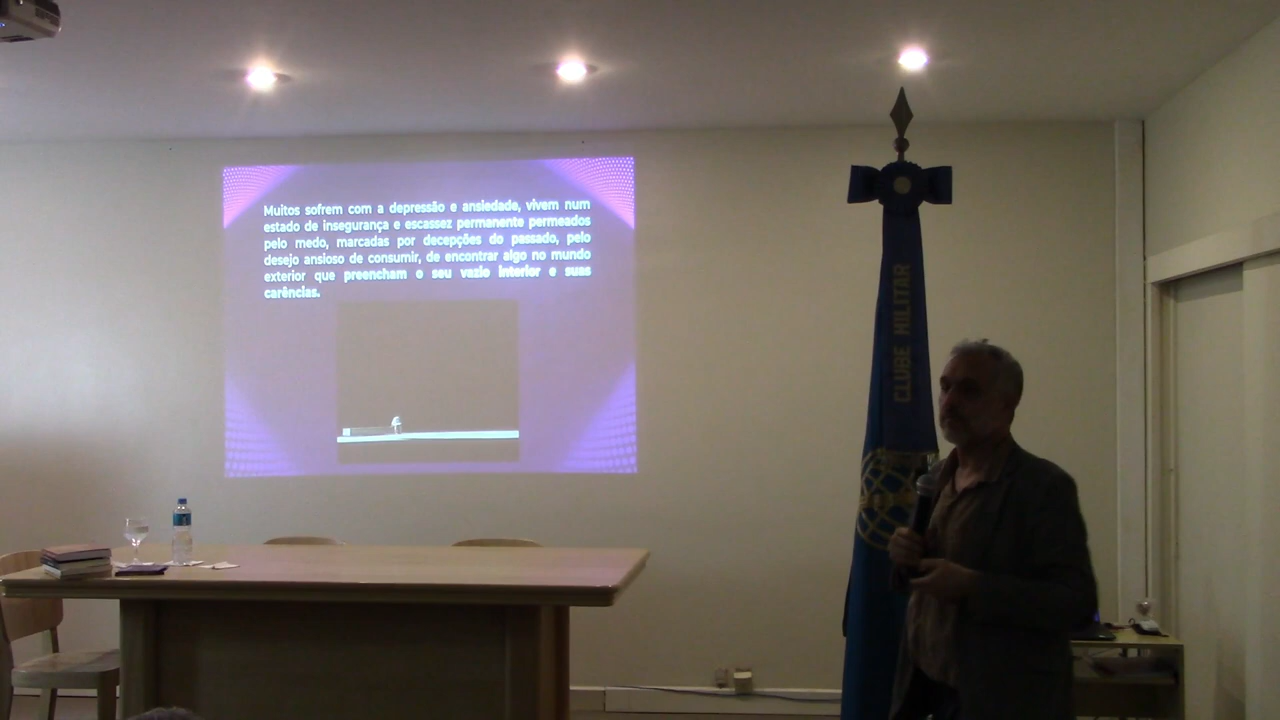 Muitos sofrem com a depressão e ansiedade, vivem num
estado de insegurança e escassez permanente permeados
pelo medo, marcadas por decepções do passado, pelo
desejo ansioso de consumir, de encontrar algo no mundo
exterior que preencham o seu vazio interior e suas
carências.
CLUBE MILITAR